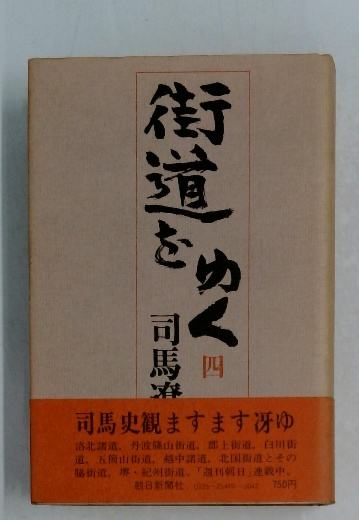 街道を
ゆく
四
司馬遼
司馬史観ますます冴ゆ
洛北諸道、丹波篠山街道、郡上街道、白川街
道、五箇山街道、越中諸道、北国街道とその
脇街道、堺・紀州街道。「週刊朝日」連載中。
朝日新聞社 750円